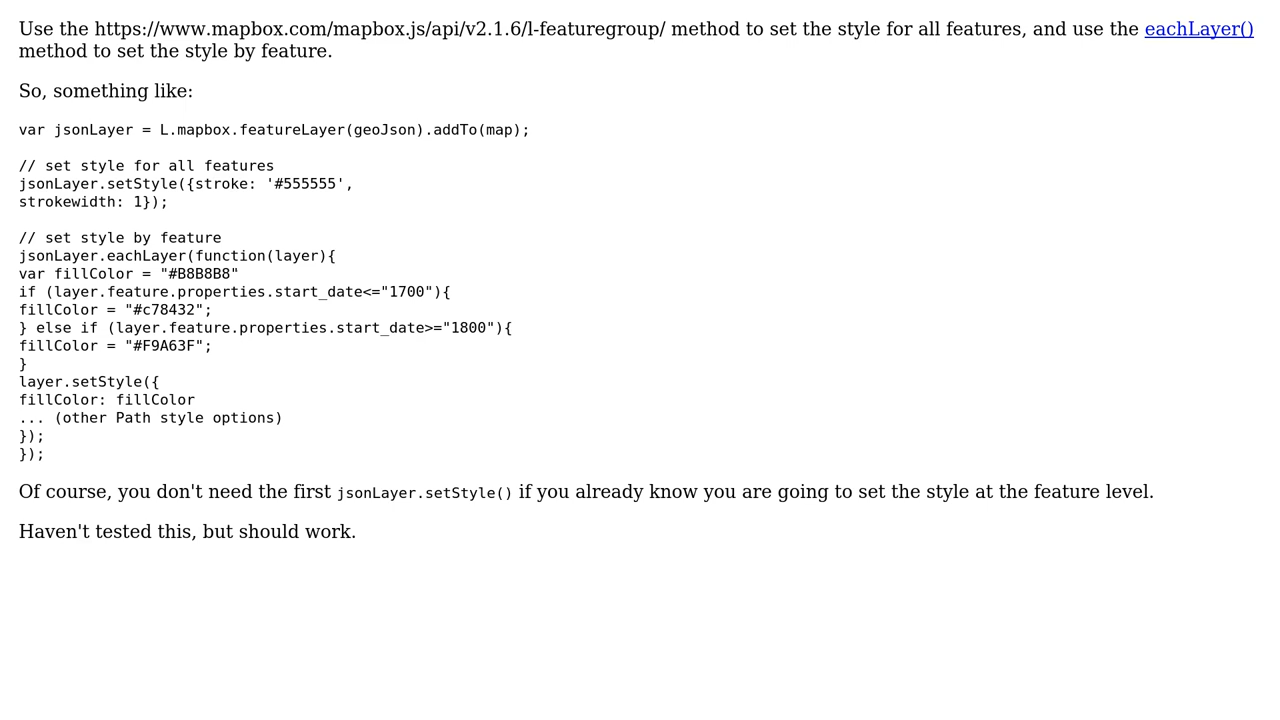 Use the https://www.mapbox.com/mapbox.js/api/v2.1.6/l-featuregroup/ method to set the style for all features, and use the eachLayer()
method to set the style by feature.
So, something like:
var jsonLayer = L.mapbox.featureLayer(geoJson).addTo(map);
// set style for all features
jsonLayer.setStyle({stroke: '#555555',
strokewidth: 1});
// set style by feature
jsonLayer.eachLayer(function(layer){
var fillColor = "#B8B8B8"
if (layer.feature.properties.start_date<="1700"){
fillColor = "#c78432";
} else if (layer.feature.properties.start_date>="1800"){
fillColor = "#F9A63F";
}
layer.setStyle({
fillColor: fillColor
... (other Path style options)
});
});
Of course, you don't need the first jsonLayer.setStyle() if you already know you are going to set the style at the feature level.
Haven't tested this, but should work.